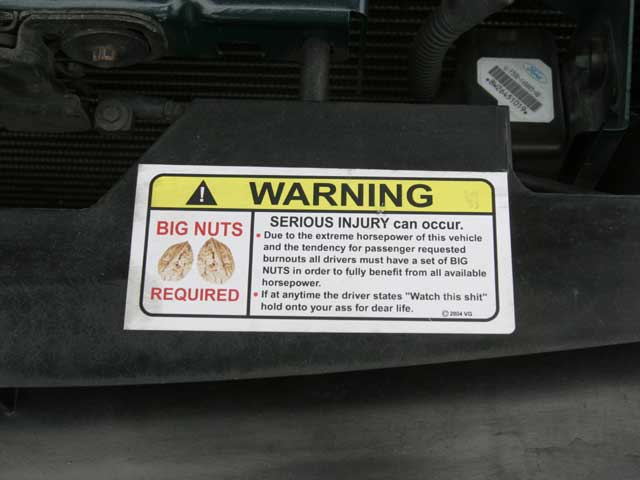 Ford
WARNING
BIG NUTS
REQUIRED
SERIOUS INJURY can occur.
• Due to the extreme horsepower of this vehicle
and the tendency for passenger requested
burnouts all drivers must have a set of BIG
NUTS in order to fully benefit from all available
horsepower.
• If at anytime the driver states "Watch this shit"
hold onto your ass for dear life.
© 2004 VG